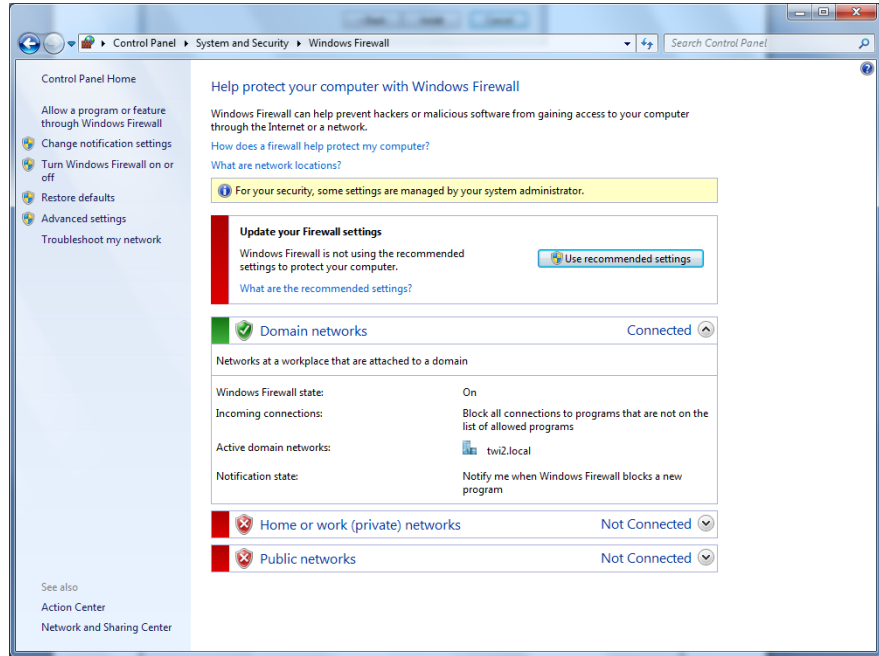 Control Panel ▸ System and Security ▸ Windows Firewall
Search Control Panel
Control Panel Home
Allow a program or feature
through Windows Firewall
Change notification settings
Turn Windows Firewall on or
off
Restore defaults
Advanced settings
Troubleshoot my network
See also
Action Center
Network and Sharing Center
Help protect your computer with Windows Firewall
Windows Firewall can help prevent hackers or malicious software from gaining access to your computer
through the Internet or a network.
How does a firewall help protect my computer?
What are network locations?
For your security, some settings are managed by your system administrator.
Update your Firewall settings
Windows Firewall is not using the recommended
settings to protect your computer.
Use recommended settings
What are the recommended settings?
Domain networks Connected
Networks at a workplace that are attached to a domain
Windows Firewall state: On
Incoming connections: Block all connections to programs that are not on the
list of allowed programs
Active domain networks: twi2.local
Notification state: Notify me when Windows Firewall blocks a new
program
Home or work (private) networks Not Connected
Public networks Not Connected